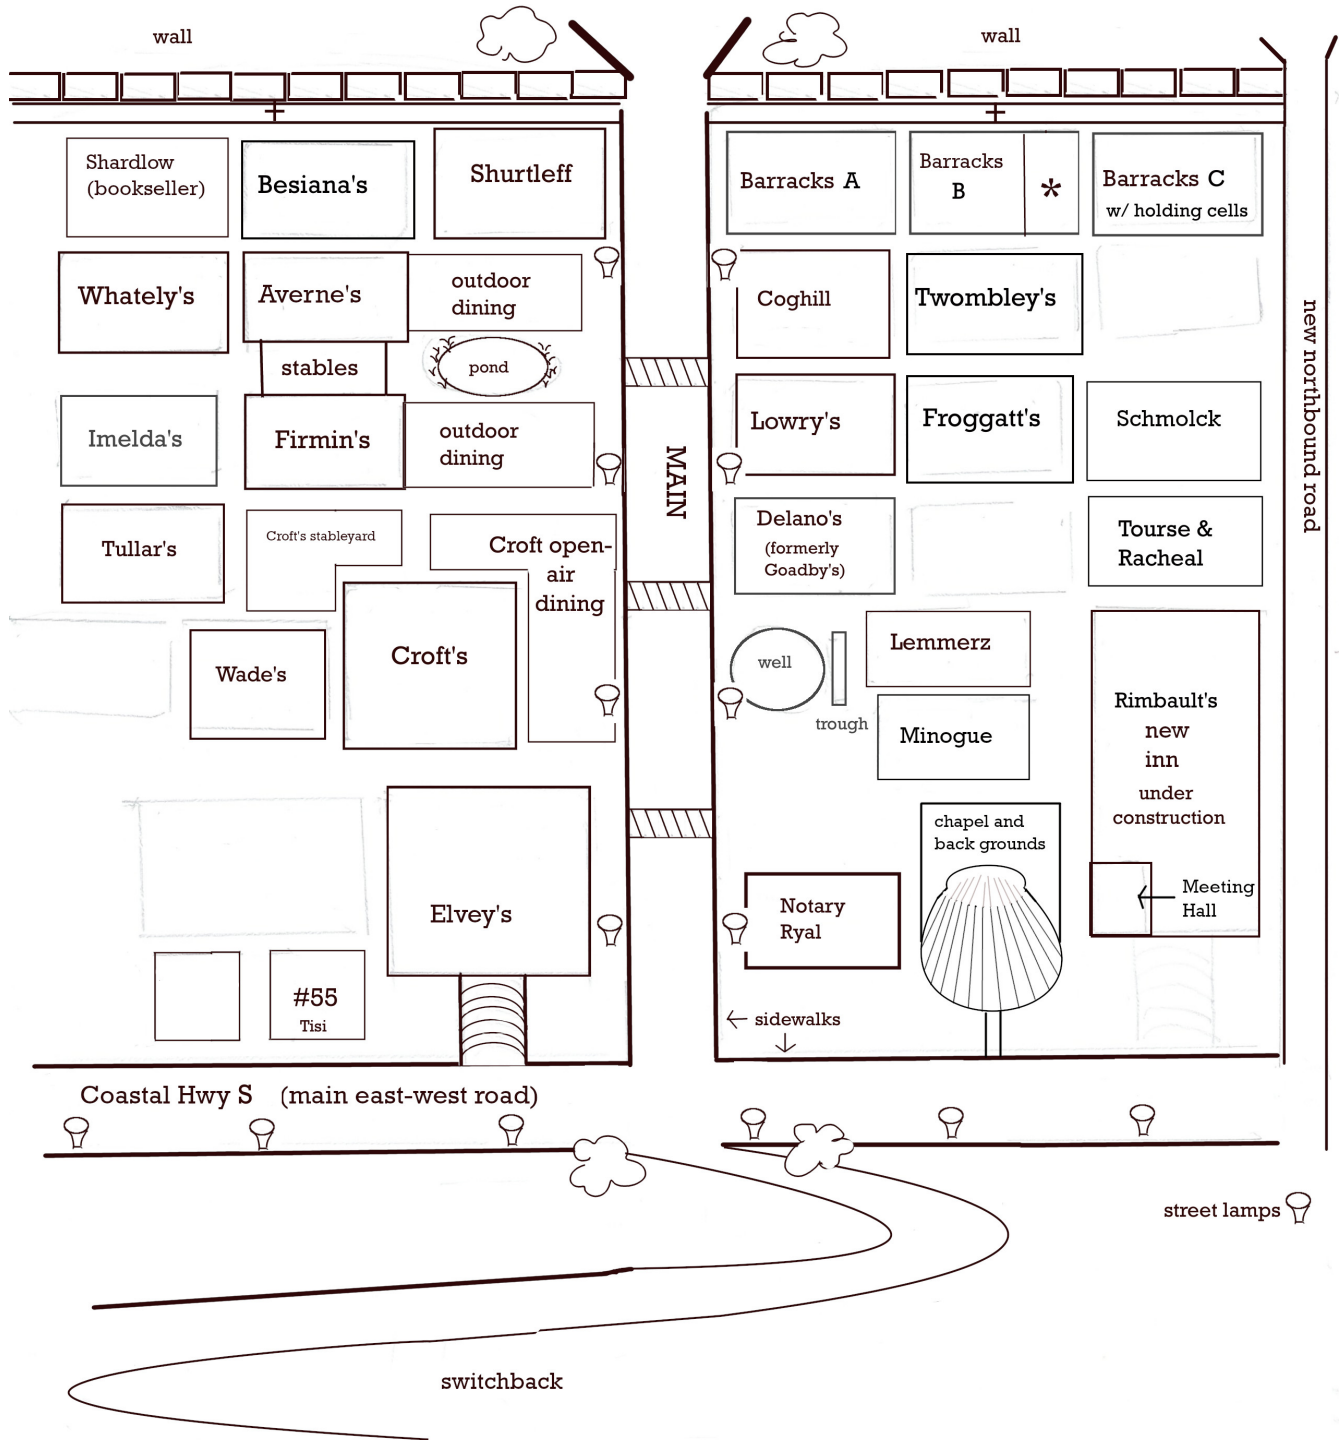 wall
wall
Shardlow
(bookseller)
Besiana's
Shurtleff
Barracks A
Barracks
B
*
Barracks C
w/ holding cells
Whately's
Averne's
outdoor
dining
Coghill
Twombley's
stables
pond
new northbound road
Imelda's
Firmin's
outdoor
dining
MAIN
Lowry's
Froggatt's
Schmolck
Tullar's
Croft's stableyard
Croft open-
air
dining
Delano's
(formerly
Goadby's)
Tourse &
Racheal
Wade's
Croft's
well
trough
Lemmerz
Minogue
Rimbault's
new
inn
under
construction
chapel and
back grounds
Meeting
Hall
Elvey's
Notary
Ryal
#55
Tisi
sidewalks
Coastal Hwy S (main east-west road)
street lamps
switchback